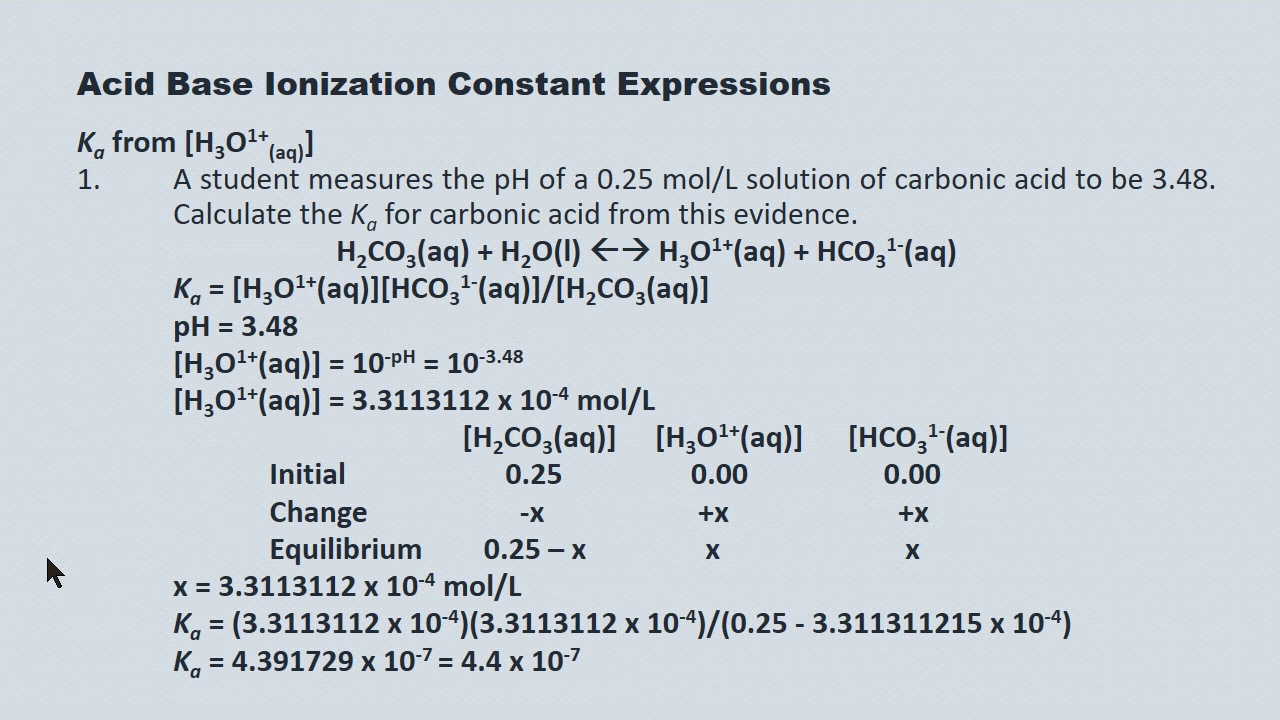 Acid Base Ionization Constant Expressions
Kₐ from [H₃O¹⁺₍aq₎]
1. A student measures the pH of a 0.25 mol/L solution of carbonic acid to be 3.48.
Calculate the Kₐ for carbonic acid from this evidence.
H₂CO₃(aq) + H₂O(l) ←→ H₃O¹⁺(aq) + HCO₃¹⁻(aq)
Kₐ = [H₃O¹⁺(aq)][HCO₃¹⁻(aq)]/[H₂CO₃(aq)]
pH = 3.48
[H₃O¹⁺(aq)] = 10^-pH = 10^-3.48
[H₃O¹⁺(aq)] = 3.3113112 x 10⁻⁴ mol/L
[H₂CO₃(aq)] [H₃O¹⁺(aq)] [HCO₃¹⁻(aq)]
Initial 0.25 0.00 0.00
Change -x +x +x
Equilibrium 0.25 – x x x
x = 3.3113112 x 10⁻⁴ mol/L
Kₐ = (3.3113112 x 10⁻⁴)(3.3113112 x 10⁻⁴)/(0.25 - 3.311311215 x 10⁻⁴)
Kₐ = 4.391729 x 10⁻⁷ = 4.4 x 10⁻⁷